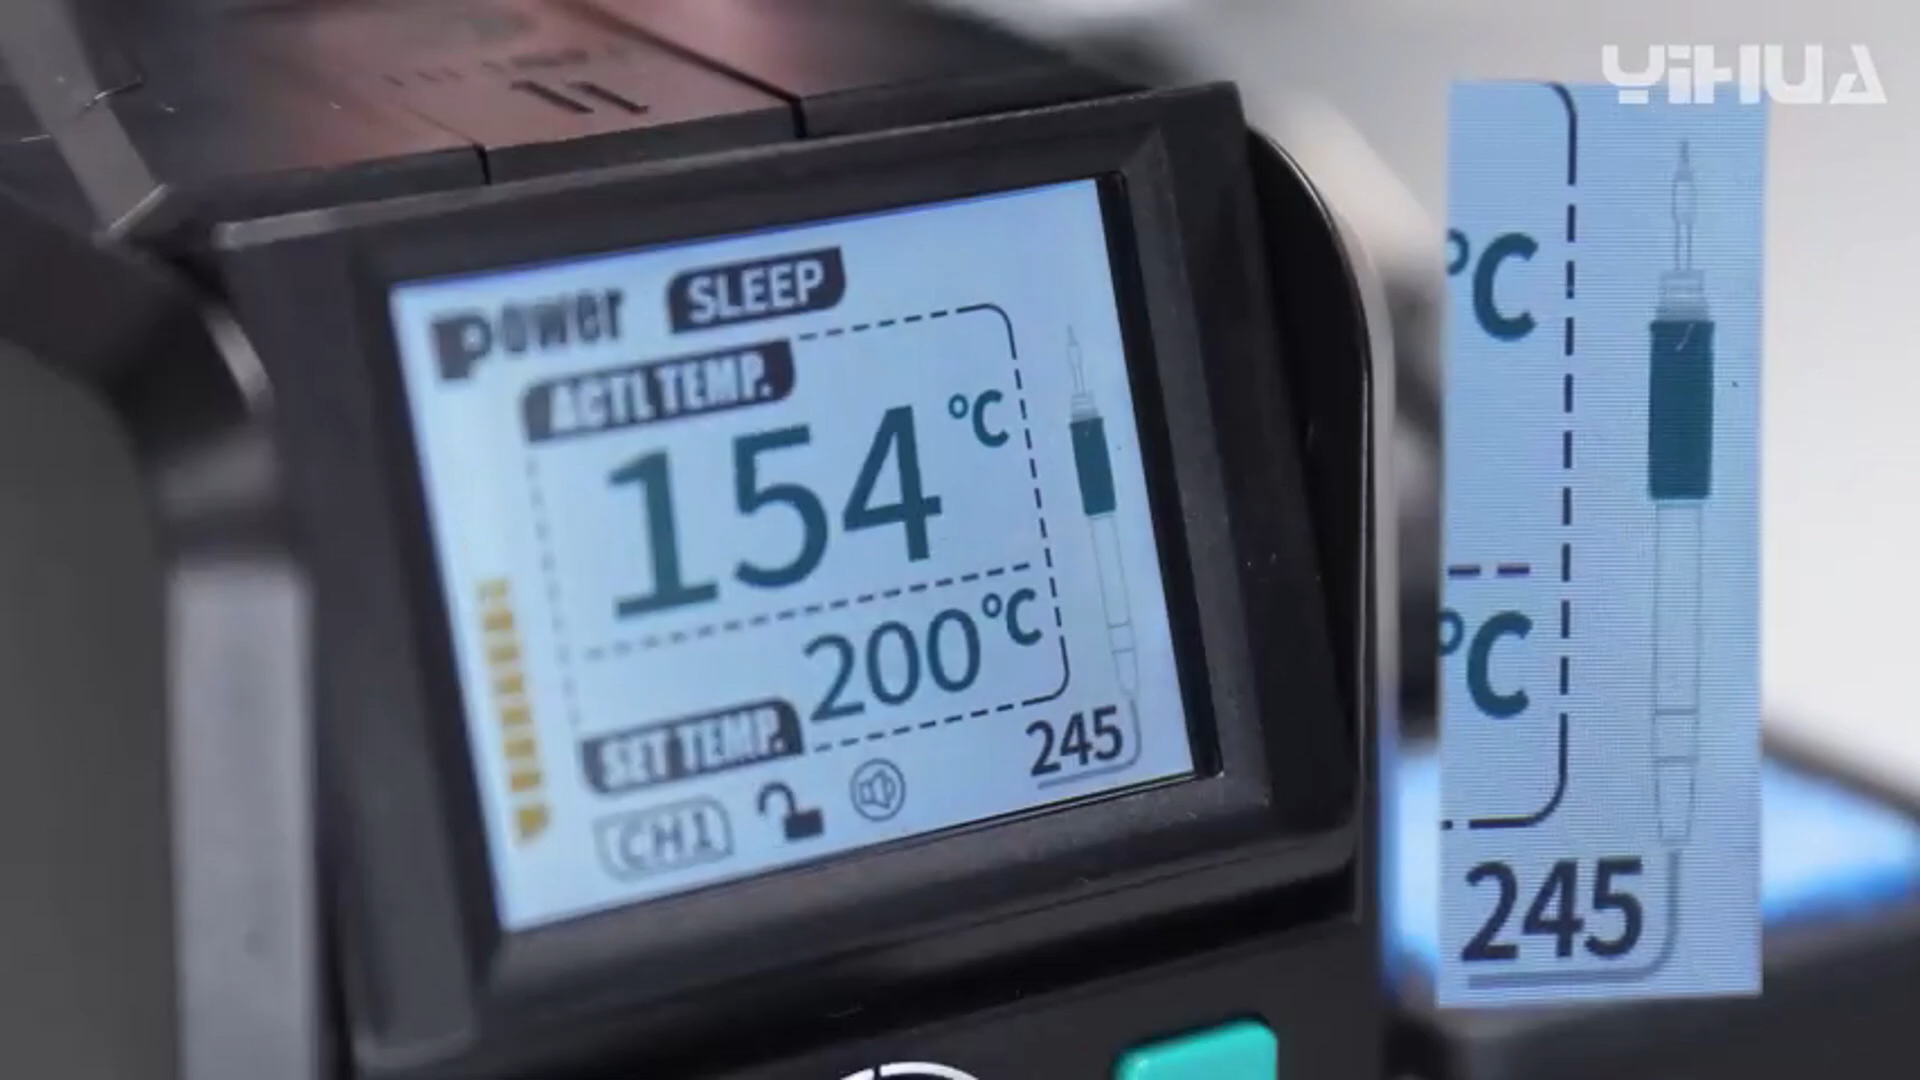 YiHUA
Power SLEEP
ACTL TEMP.
154 °C
200 °C
SET TEMP.
245
CH1
°C
°C
245